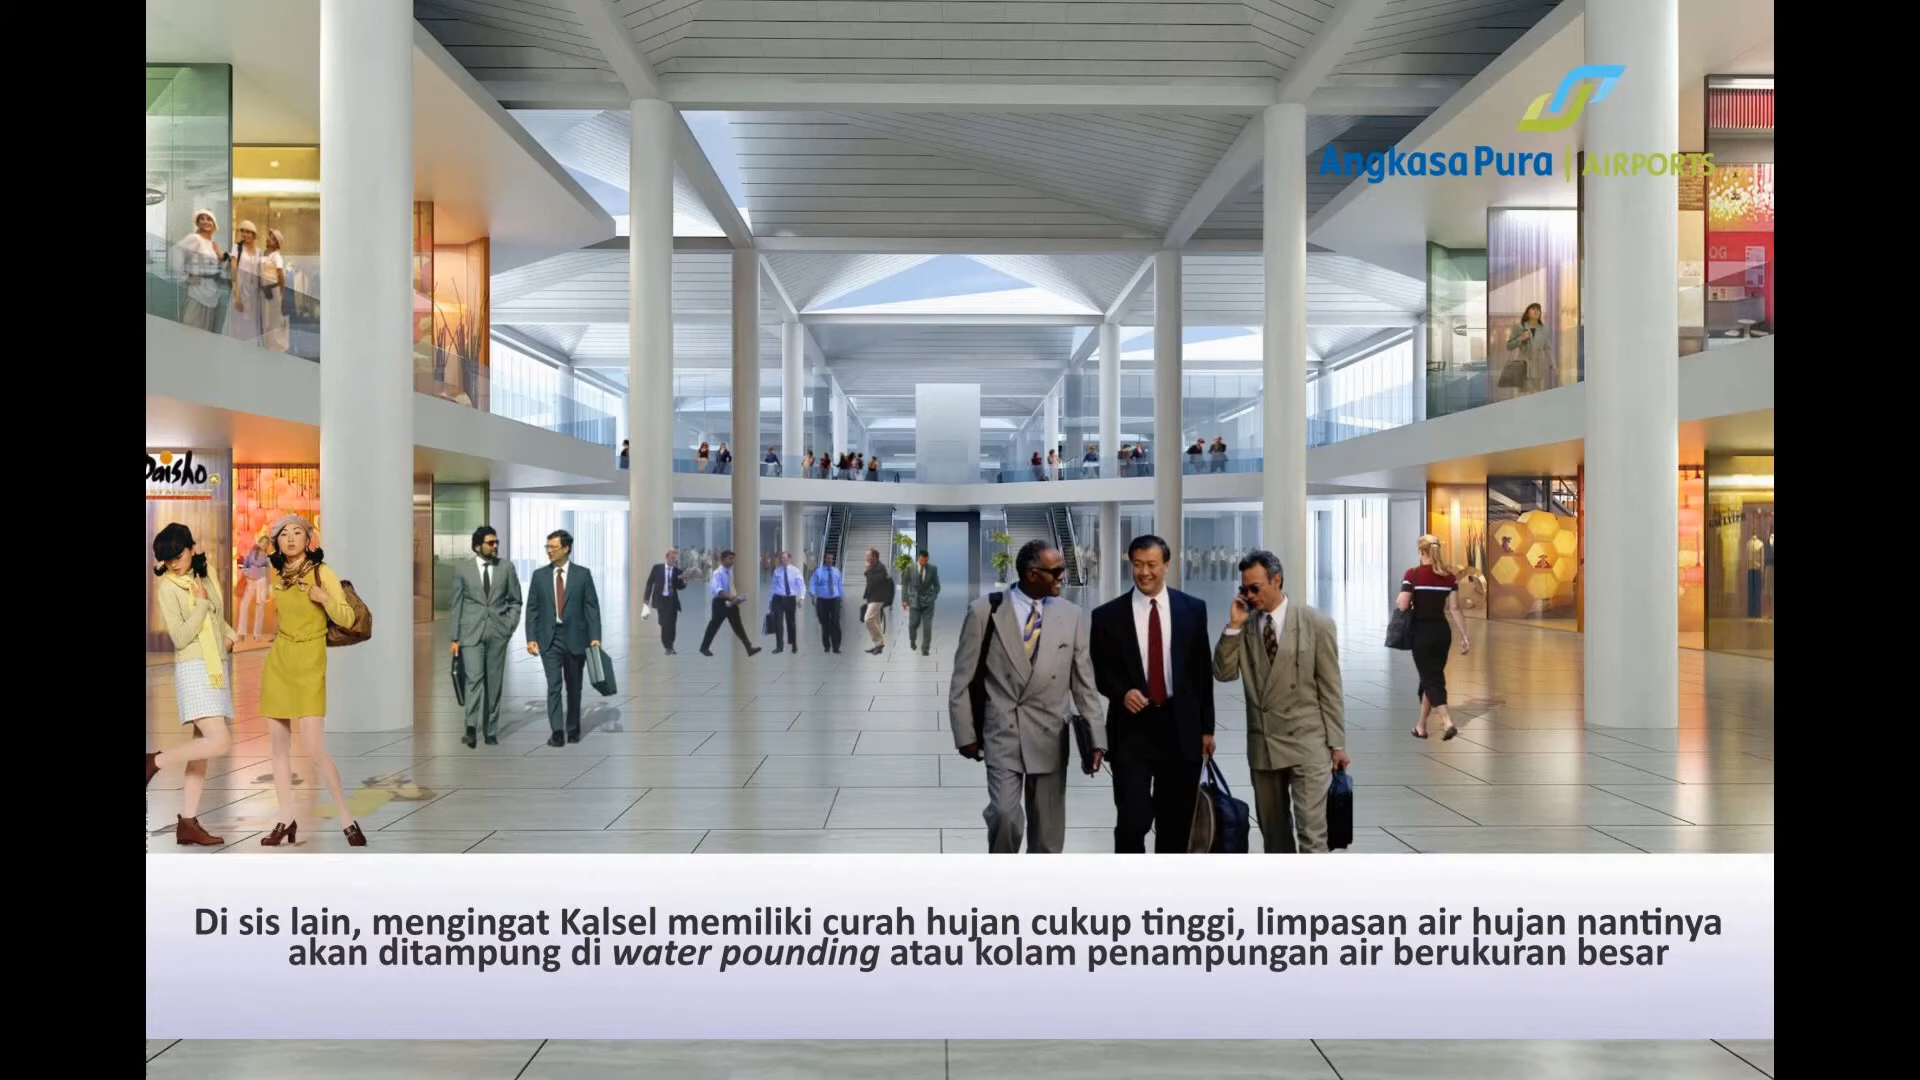 AngkasaPura | AIRPORTS
Daisho
OG
Di sis lain, mengingat Kalsel memiliki curah hujan cukup tinggi, limpasan air hujan nantinya
akan ditampung di water pounding atau kolam penampungan air berukuran besar